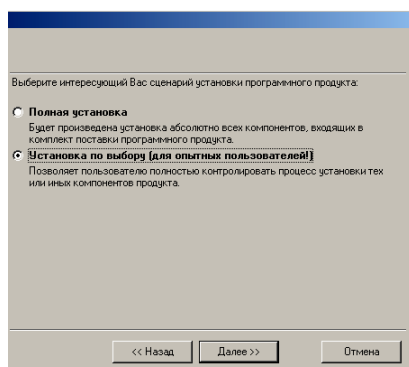 Выберите интересующий Вас сценарий установки программного продукта:
Полная установка
Будет произведена установка абсолютно всех компонентов, входящих в
комплект поставки программного продукта.
Установка по выбору (для опытных пользователей!)
Позволяет пользователю полностью контролировать процесс установки тех
или иных компонентов продукта.
<< Назад Далее >> Отмена